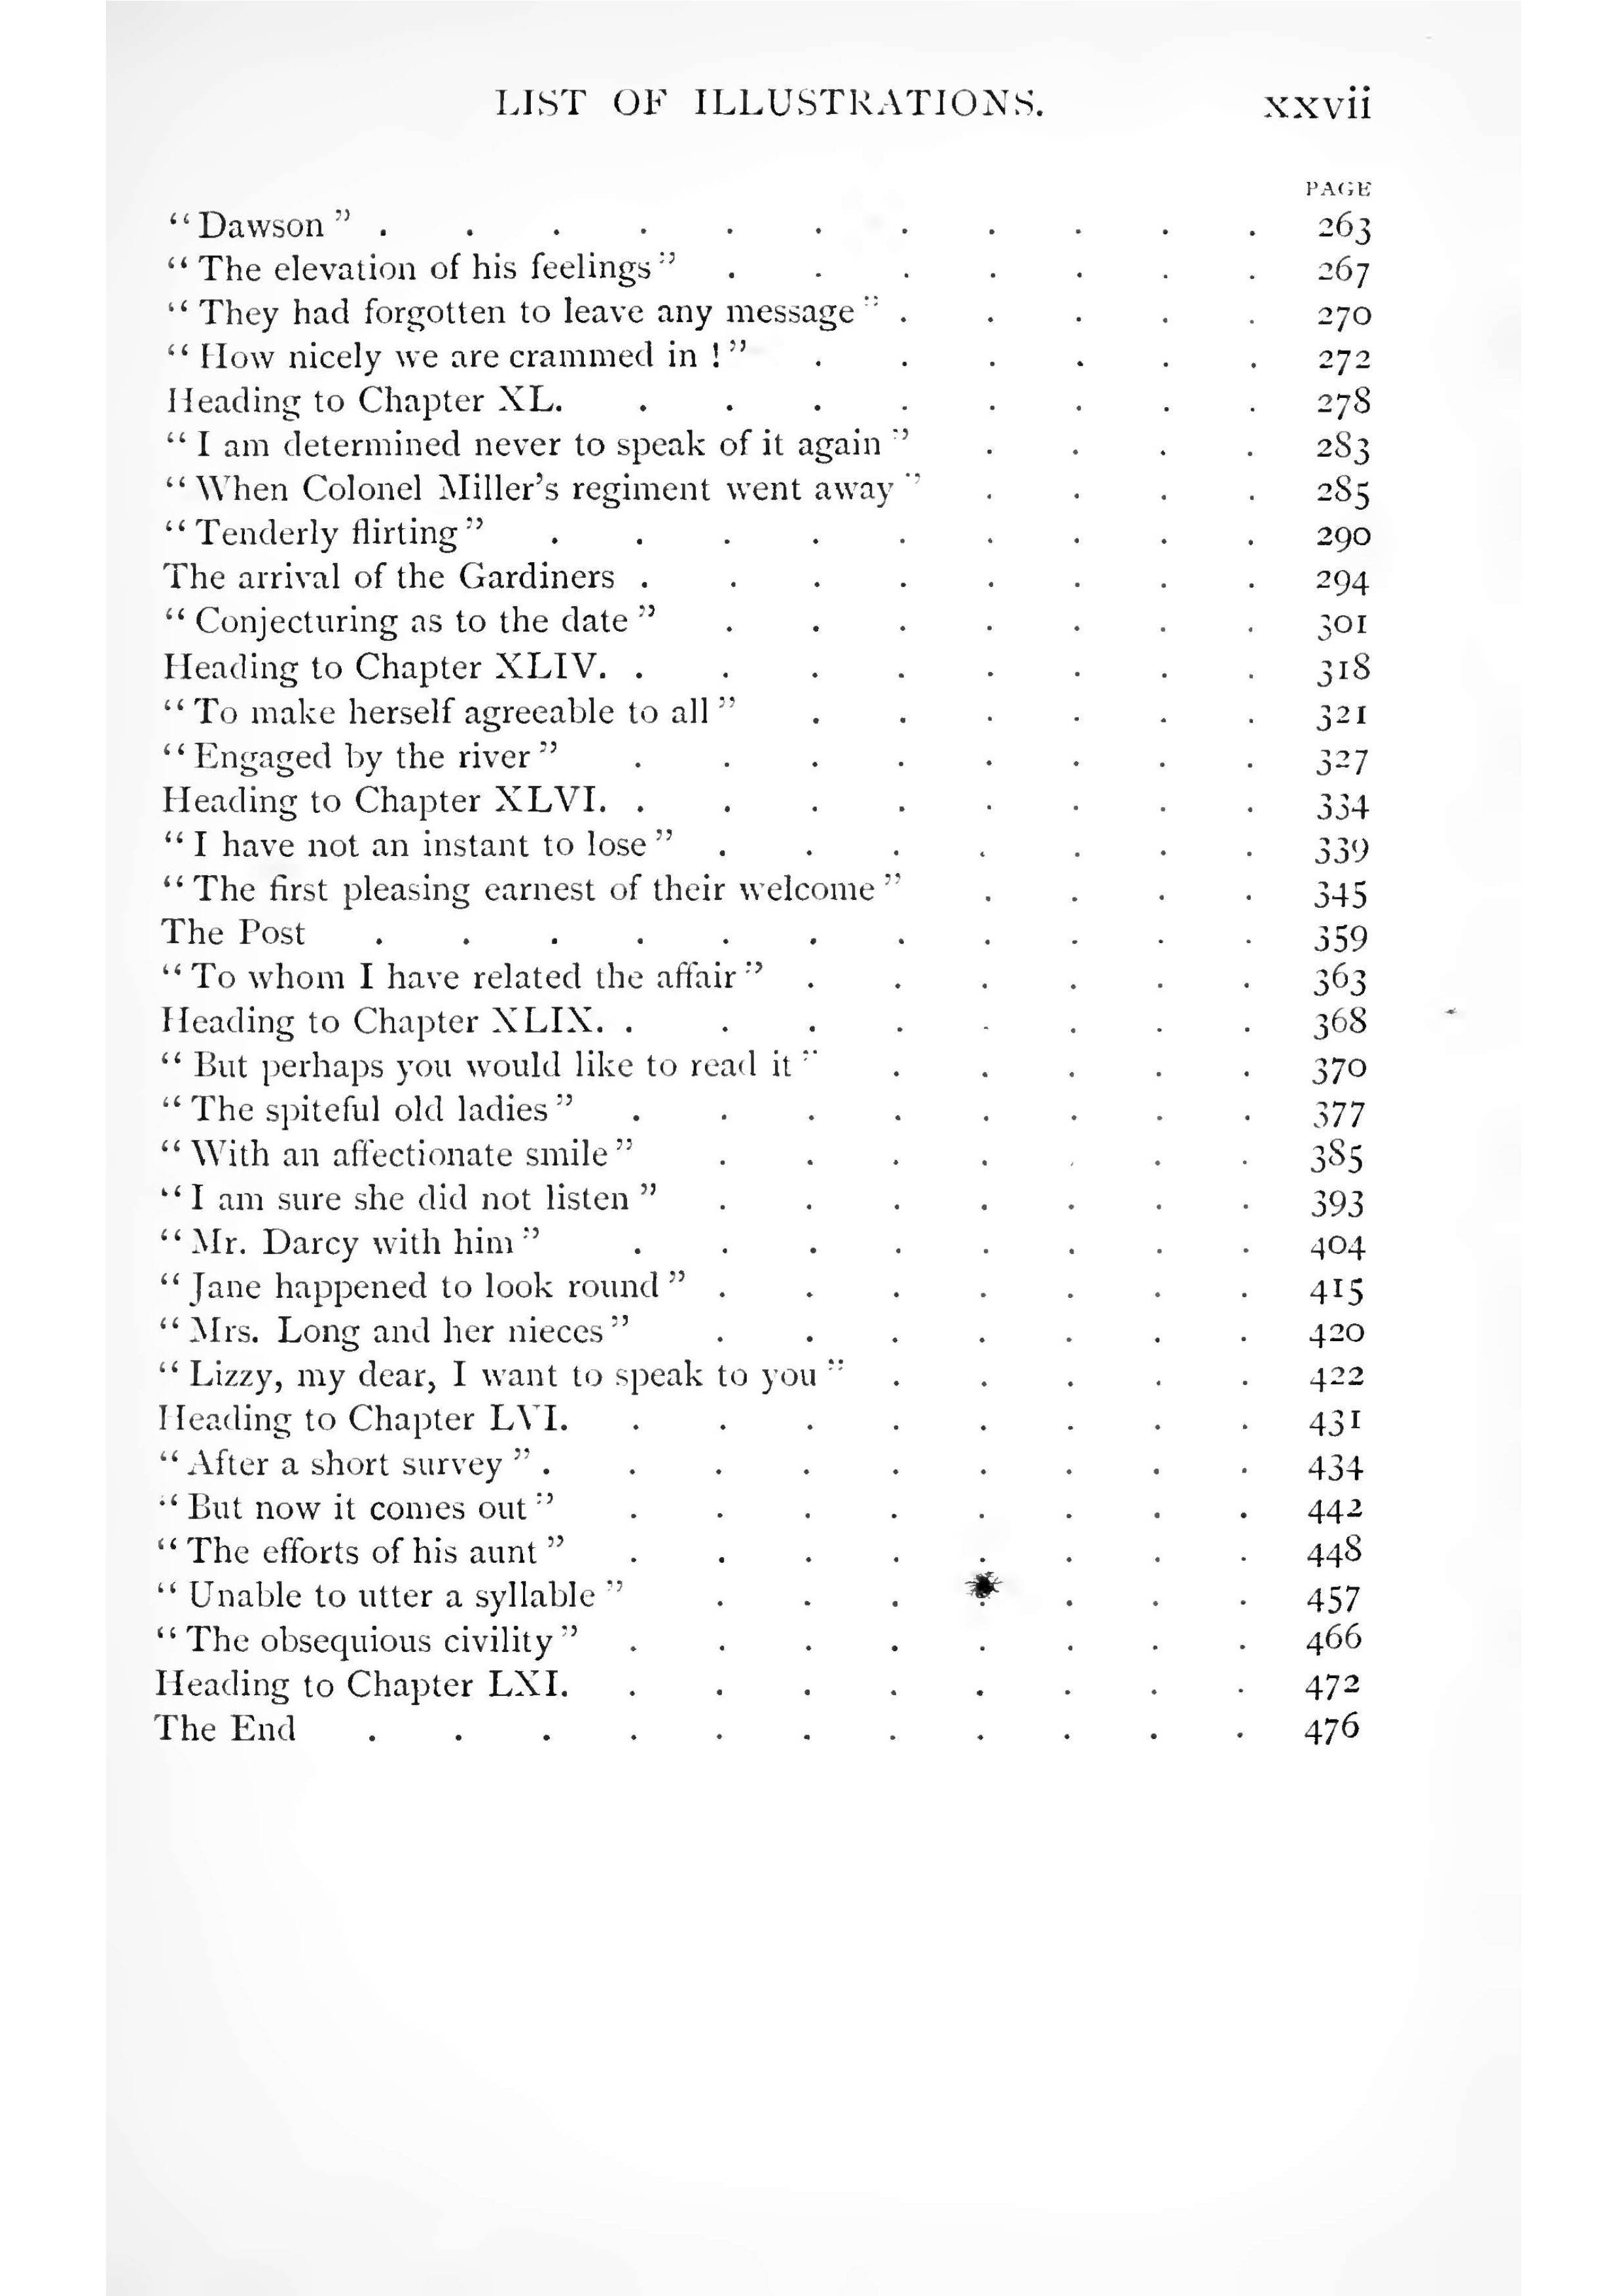 LIST OF ILLUSTRATIONS. xxvii
PAGE
“Dawson” . . . . . . . . . . . 263
“The elevation of his feelings” . . . . . . . 267
“They had forgotten to leave any message” . . . . . 270
“How nicely we are crammed in !” . . . . . . 272
Heading to Chapter XL. . . . . . . . . 278
“I am determined never to speak of it again” . . . . 283
“When Colonel Miller’s regiment went away” . . . . 285
“Tenderly flirting” . . . . . . . . . 290
The arrival of the Gardiners . . . . . . . . 294
“Conjecturing as to the date” . . . . . . . 301
Heading to Chapter XLIV. . . . . . . . . 318
“To make herself agreeable to all” . . . . . . 321
“Engaged by the river” . . . . . . . . 327
Heading to Chapter XLVI. . . . . . . . . 334
“I have not an instant to lose” . . . . . . . 339
“The first pleasing earnest of their welcome” . . . . 345
The Post . . . . . . . . . . . 359
“To whom I have related the affair” . . . . . . 363
Heading to Chapter XLIX. . . . . . . . . 368
“But perhaps you would like to read it” . . . . . 370
“The spiteful old ladies” . . . . . . . . 377
“With an affectionate smile” . . . . . . . 385
“I am sure she did not listen” . . . . . . . 393
“Mr. Darcy with him” . . . . . . . . 404
“Jane happened to look round” . . . . . . . 415
“Mrs. Long and her nieces” . . . . . . . 420
“Lizzy, my dear, I want to speak to you” . . . . . 422
Heading to Chapter LVI. . . . . . . . . 431
“After a short survey” . . . . . . . . . 434
“But now it comes out” . . . . . . . . 442
“The efforts of his aunt” . . . . . . . . 448
“Unable to utter a syllable” . . . . . . . 457
“The obsequious civility” . . . . . . . . 466
Heading to Chapter LXI. . . . . . . . . 472
The End . . . . . . . . . . . 476